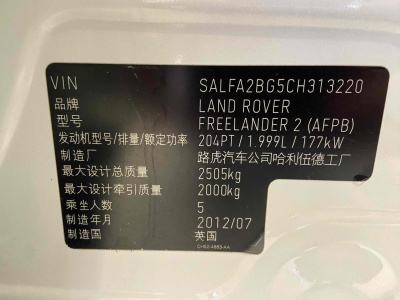 VIN SALFA2BG5CH313220
品牌 LAND ROVER
型号 FREELANDER 2 (AFPB)
发动机型号/排量/额定功率 204PT / 1.999L / 177kW
制造厂 路虎汽车公司哈利伍德工厂
最大设计总质量 2505kg
最大设计牵引质量 2000kg
乘坐人数 5
制造年月 2012/07
制造国 英国